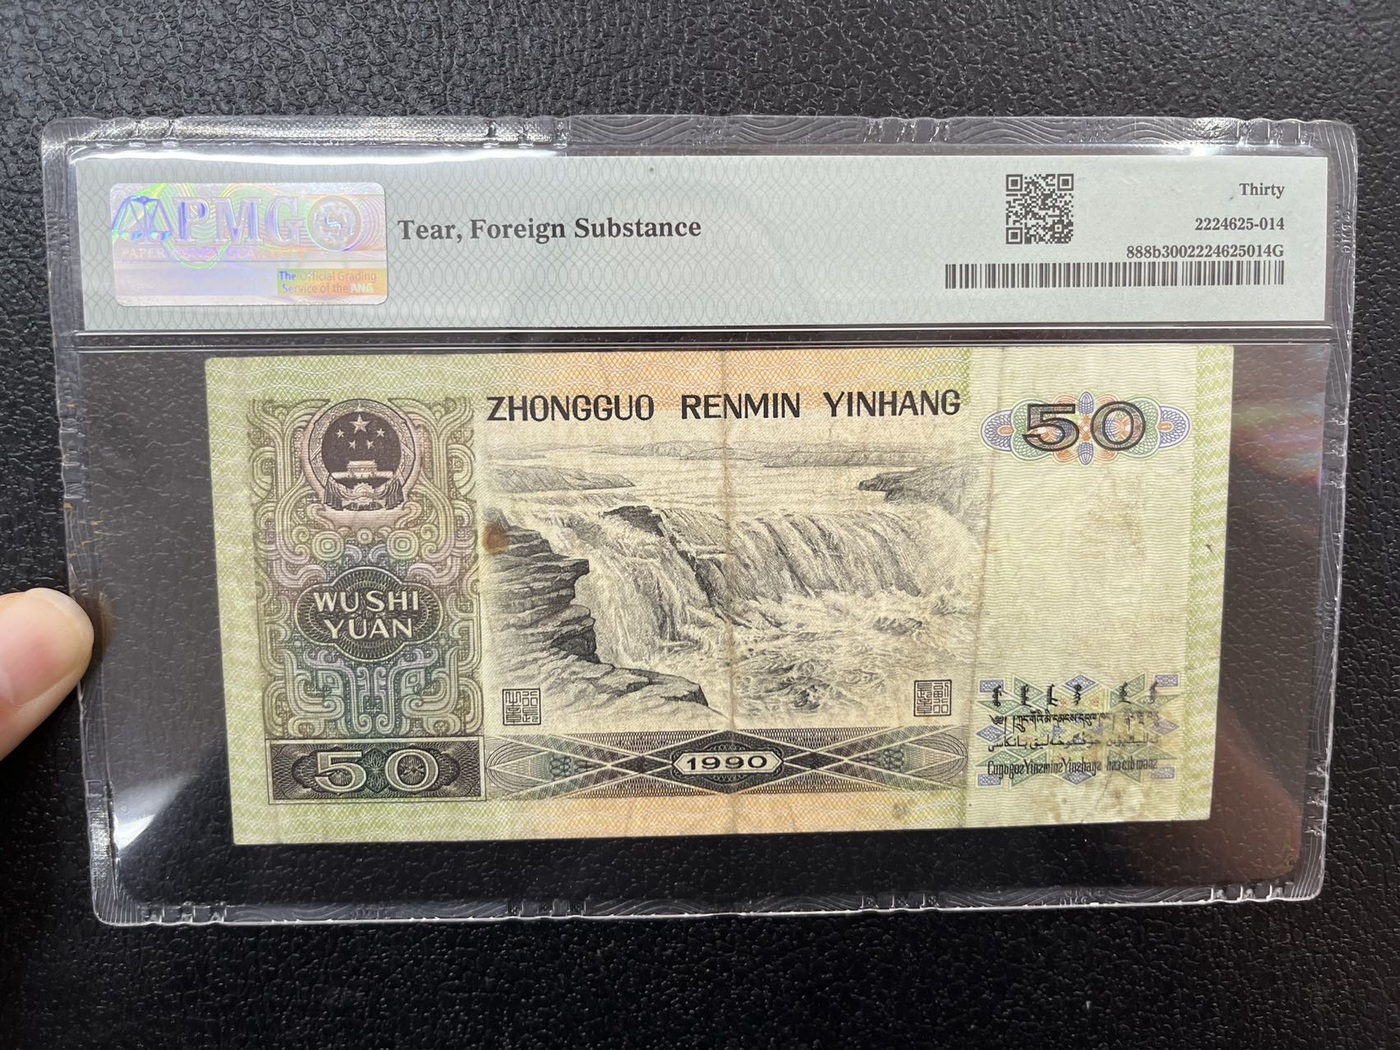 PMG
The Official Grading
Service of the ANG
Tear, Foreign Substance
Thirty
2224625-014
888b3002224625014G
ZHONGGUO RENMIN YINHANG
50
WU SHI
YUAN
50
1990